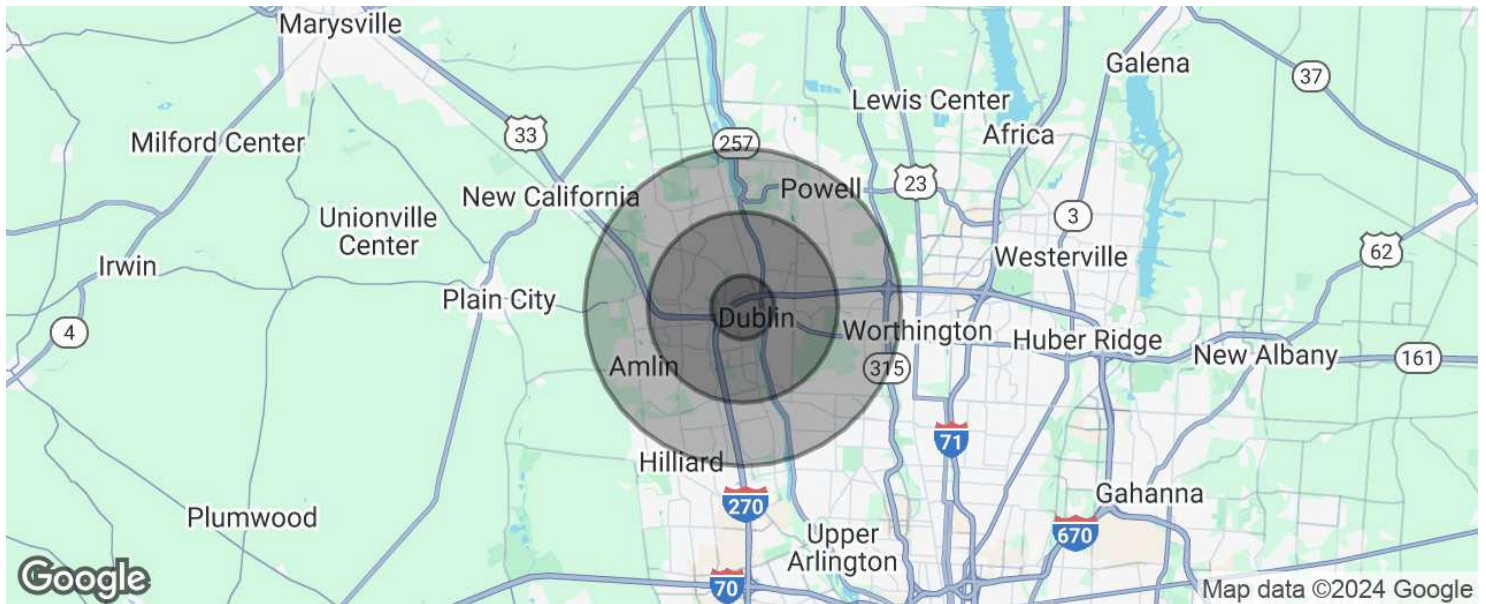 Marysville
Galena
37
Lewis Center
Africa
33
Milford Center
257
Powell
23
New California
3
Unionville
Center
62
Westerville
Irwin
Plain City
Dublin
4
Worthington
Huber Ridge
New Albany
161
Amlin
315
71
Hilliard
Gahanna
270
Plumwood
Upper
Arlington
670
70
Google
Map data ©2024 Google